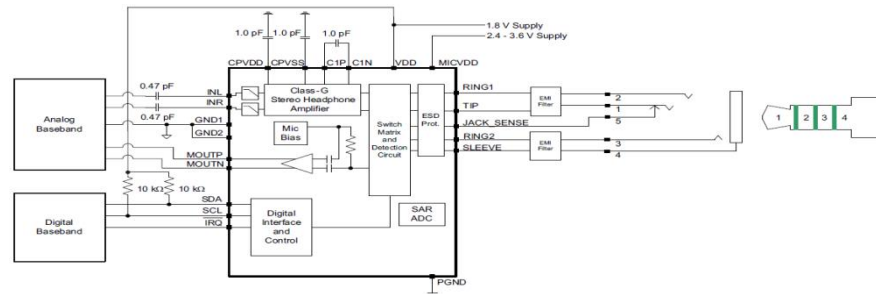 1.8 V Supply
2.4 - 3.6 V Supply
1.0 pF 1.0 pF 1.0 pF
CPVDD CPVSS C1P C1N VDD MICVDD
0.47 pF
0.47 pF
Analog
Baseband
INL
INR
GND1
GND2
MOUTP
MOUTN
Class-G
Stereo Headphone
Amplifier
Mic
Bias
Switch
Matrix
and
Detection
Circuit
ESD
Prot.
RING1
TIP
JACK_SENSE
RING2
SLEEVE
EMI
Filter
EMI
Filter
2
1
5
3
4
1 2 3 4
10 kΩ 10 kΩ
Digital
Baseband
SDA
SCL
IRQ
Digital
Interface
and
Control
SAR
ADC
PGND